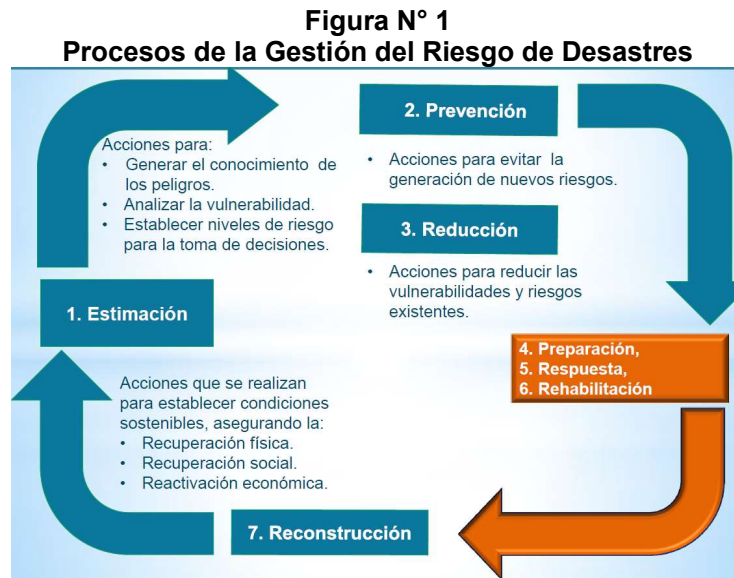 Figura N° 1
Procesos de la Gestión del Riesgo de Desastres
Acciones para:
• Generar el conocimiento de
los peligros.
• Analizar la vulnerabilidad.
• Establecer niveles de riesgo
para la toma de decisiones.
1. Estimación
2. Prevención
• Acciones para evitar la
generación de nuevos riesgos.
3. Reducción
• Acciones para reducir las
vulnerabilidades y riesgos
existentes.
4. Preparación,
5. Respuesta,
6. Rehabilitación
Acciones que se realizan
para establecer condiciones
sostenibles, asegurando la:
• Recuperación física.
• Recuperación social.
• Reactivación económica.
7. Reconstrucción